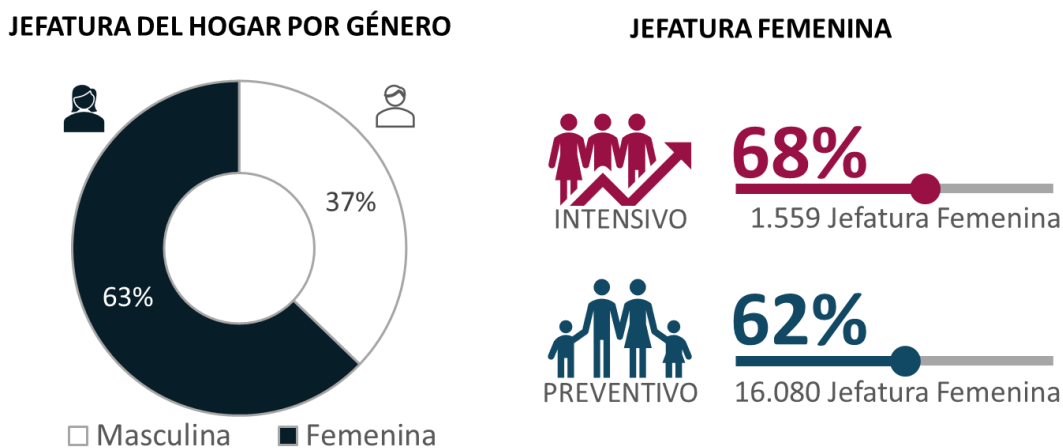 JEFATURA DEL HOGAR POR GÉNERO
37%
63%
Masculina
Femenina
JEFATURA FEMENINA
68%
INTENSIVO
1.559 Jefatura Femenina
62%
PREVENTIVO
16.080 Jefatura Femenina